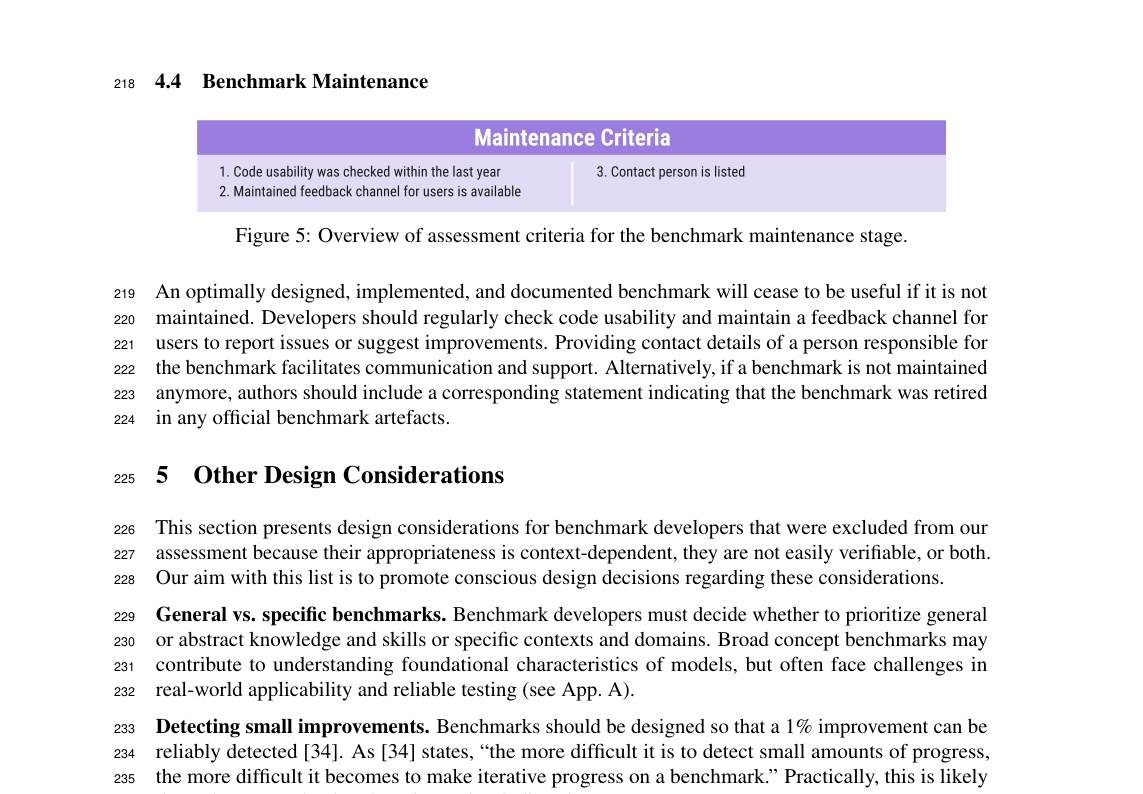 218 4.4 Benchmark Maintenance
Maintenance Criteria
1. Code usability was checked within the last year
2. Maintained feedback channel for users is available
3. Contact person is listed
Figure 5: Overview of assessment criteria for the benchmark maintenance stage.
219 An optimally designed, implemented, and documented benchmark will cease to be useful if it is not
220 maintained. Developers should regularly check code usability and maintain a feedback channel for
221 users to report issues or suggest improvements. Providing contact details of a person responsible for
222 the benchmark facilitates communication and support. Alternatively, if a benchmark is not maintained
223 anymore, authors should include a corresponding statement indicating that the benchmark was retired
224 in any official benchmark artefacts.
225 5 Other Design Considerations
226 This section presents design considerations for benchmark developers that were excluded from our
227 assessment because their appropriateness is context-dependent, they are not easily verifiable, or both.
228 Our aim with this list is to promote conscious design decisions regarding these considerations.
229 General vs. specific benchmarks. Benchmark developers must decide whether to prioritize general
230 or abstract knowledge and skills or specific contexts and domains. Broad concept benchmarks may
231 contribute to understanding foundational characteristics of models, but often face challenges in
232 real-world applicability and reliable testing (see App. A).
233 Detecting small improvements. Benchmarks should be designed so that a 1% improvement can be
234 reliably detected [34]. As [34] states, “the more difficult it is to detect small amounts of progress,
235 the more difficult it becomes to make iterative progress on a benchmark.” Practically, this is likely